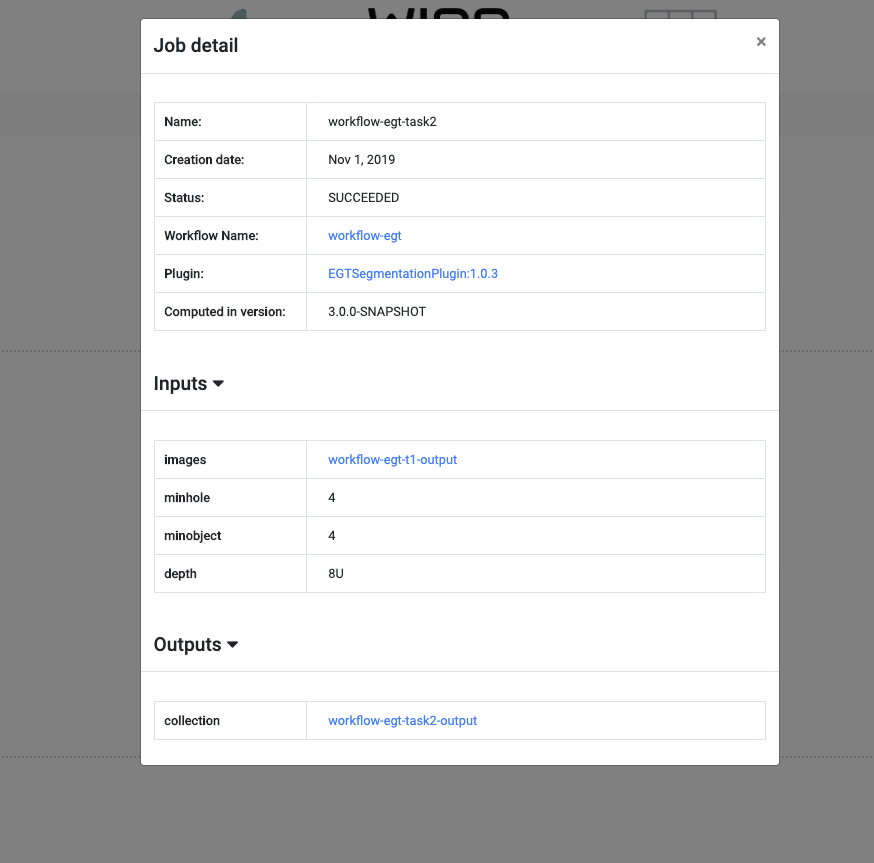 Job detail
×
Name: workflow-egt-task2
Creation date: Nov 1, 2019
Status: SUCCEEDED
Workflow Name: workflow-egt
Plugin: EGTSegmentationPlugin:1.0.3
Computed in version: 3.0.0-SNAPSHOT
Inputs
images workflow-egt-t1-output
minhole 4
minobject 4
depth 8U
Outputs
collection workflow-egt-task2-output